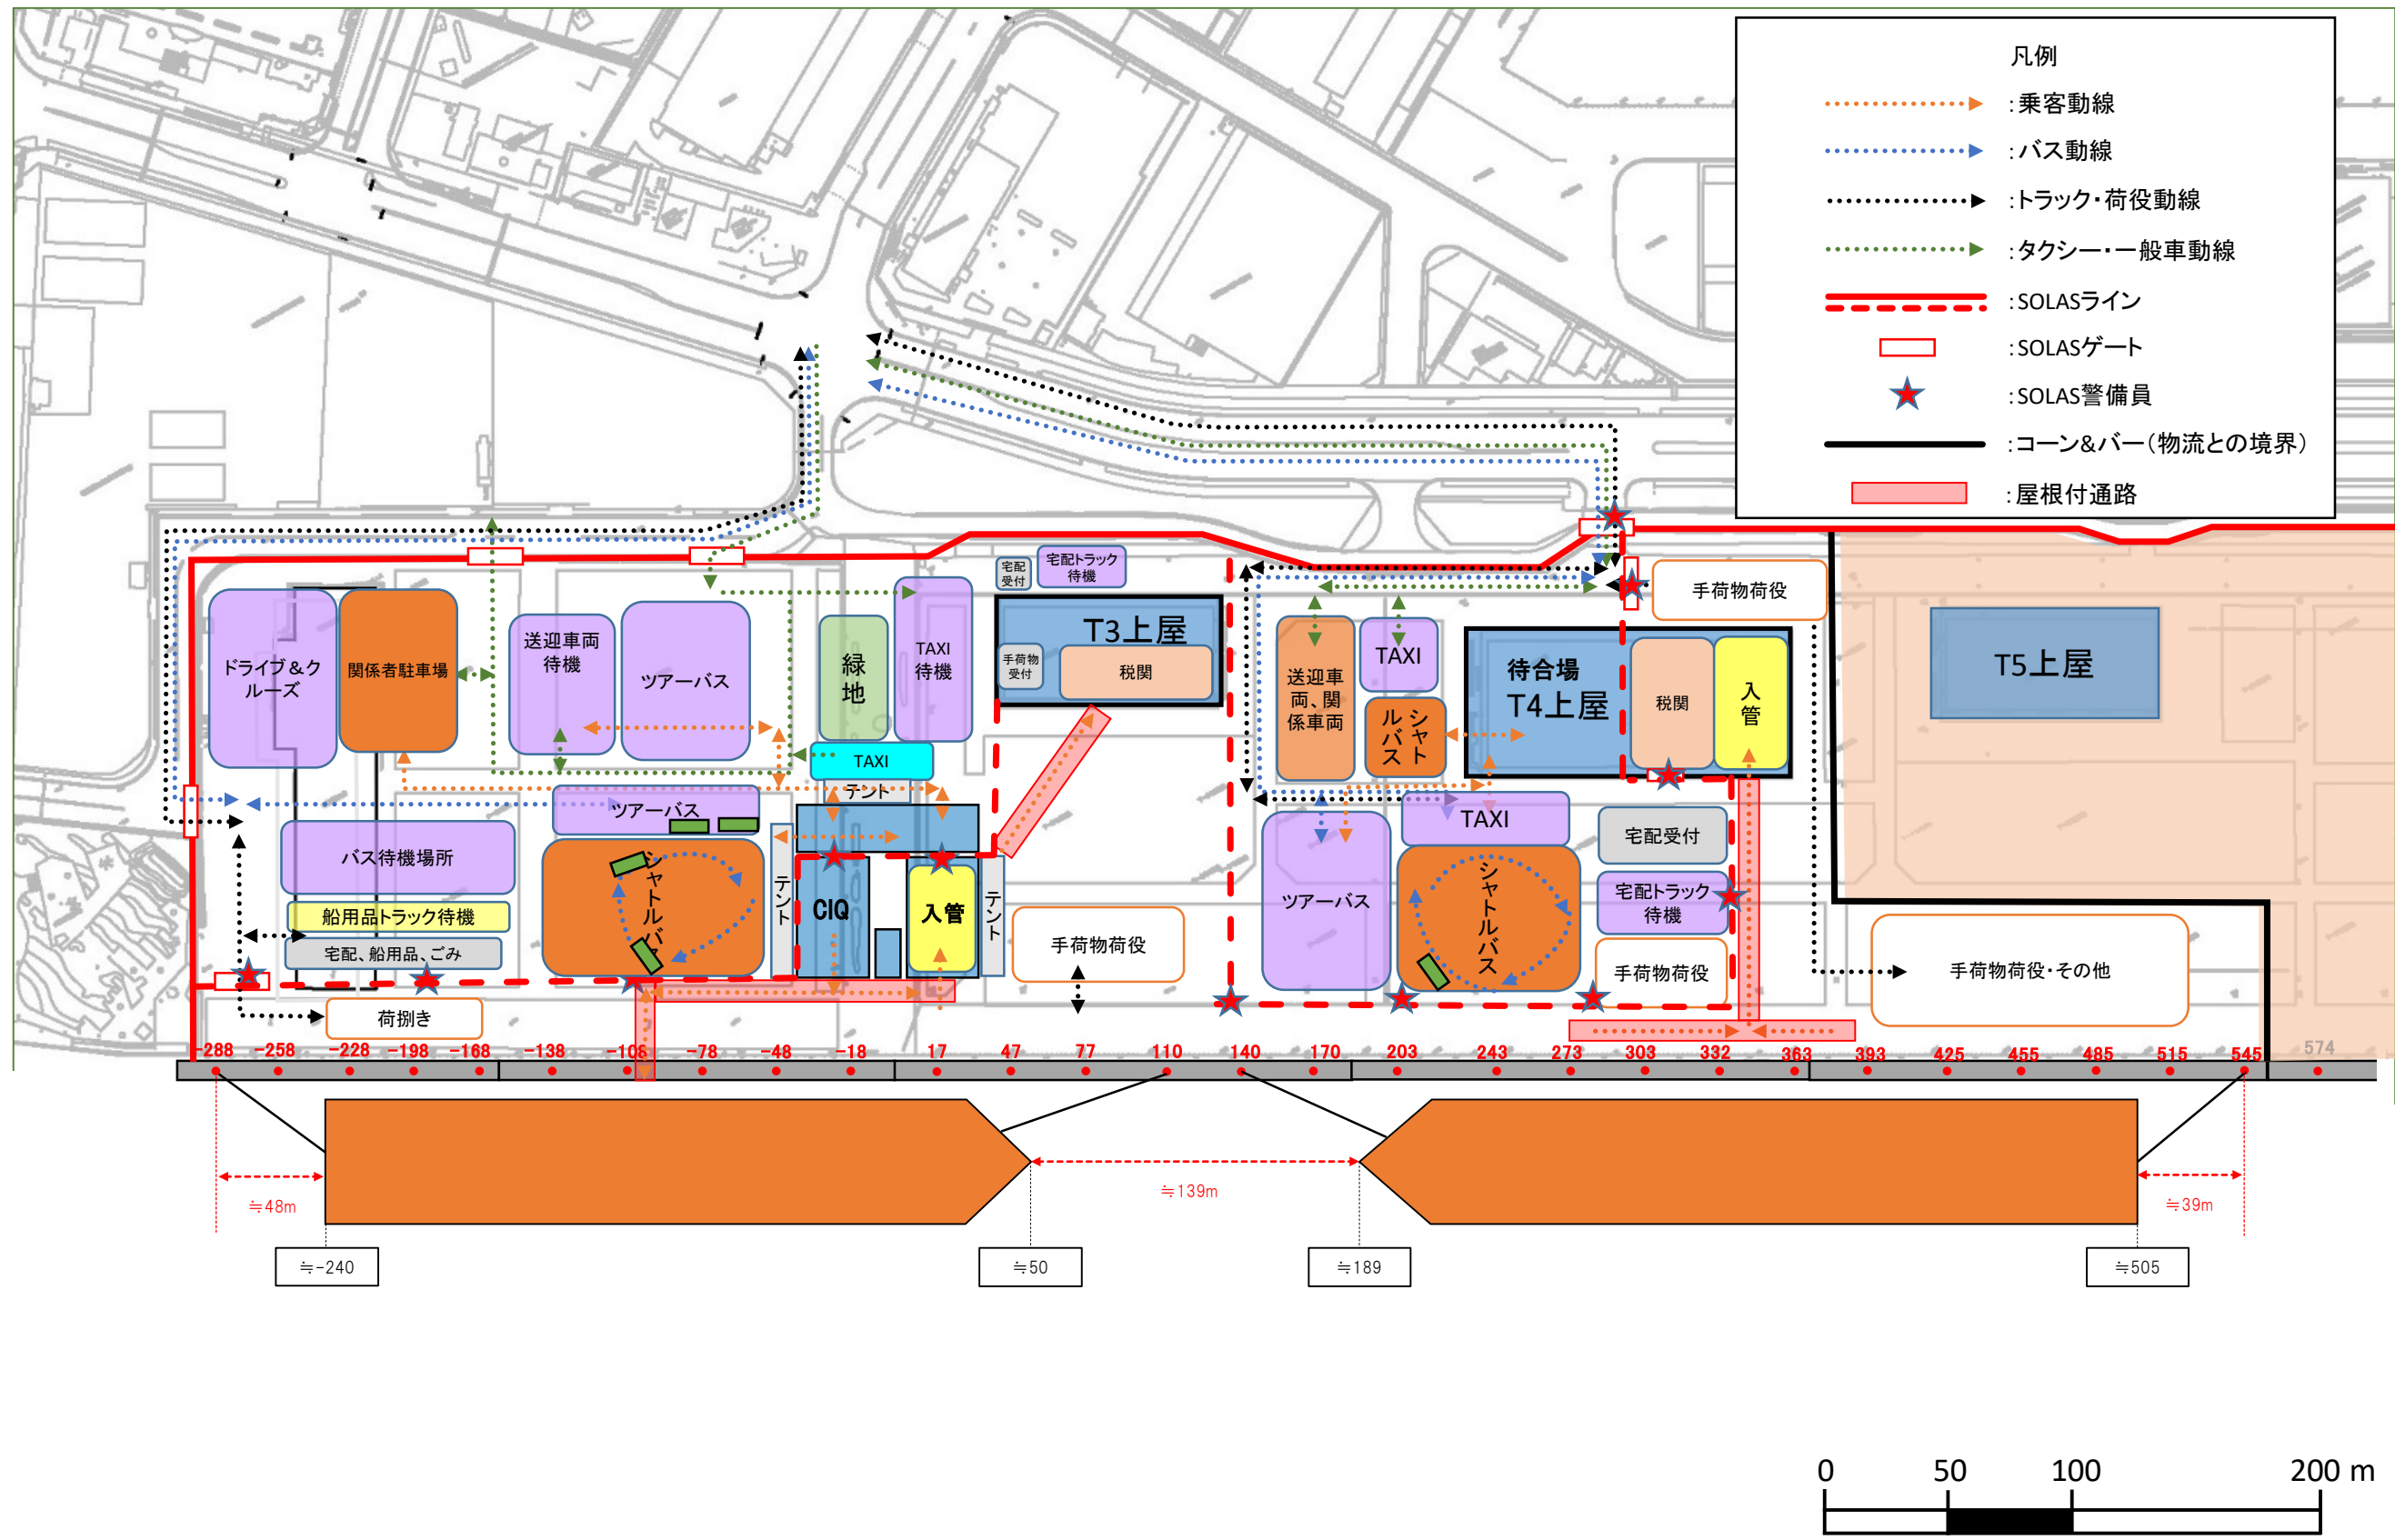 凡例
：乗客動線
：バス動線
：トラック・荷役動線
：タクシー・一般車動線
：SOLASライン
：SOLASゲート
：SOLAS警備員
：コーン&バー（物流との境界）
：屋根付通路
宅配
受付
宅配トラック
待機
手荷物荷役
ドライブ＆ク
ルーズ
関係者駐車場
送迎車両
待機
ツアーバス
緑
地
TAXI
待機
T3上屋
手荷物
受付
税関
送迎車
両、関
係車両
TAXI
シャト
ルバス
待合場
T4上屋
税関
入
管
T5上屋
TAXI
テント
ツアーバス
バス待機場所
船用品トラック待機
宅配、船用品、ごみ
荷捌き
シャトルバス
テント
CIQ
入管
テント
手荷物荷役
ツアーバス
TAXI
シャトルバス
宅配受付
宅配トラック
待機
手荷物荷役
手荷物荷役・その他
-288 -258 -228 -198 -168 -138 -108 -78 -48 -18 17 47 77 110 140 170 203 243 273 303 332 363 393 425 455 485 515 545 574
≒48m
≒139m
≒39m
≒-240
≒50
≒189
≒505
0 50 100 200 m